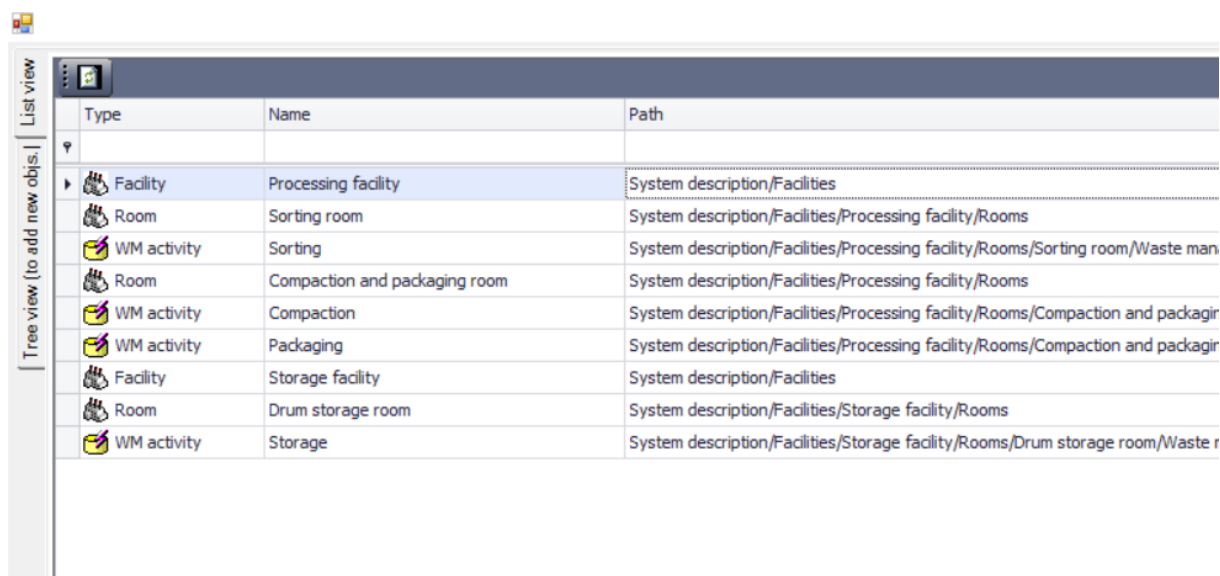 List view
Tree view (to add new objs.)
Type Name Path
Facility Processing facility System description/Facilities
Room Sorting room System description/Facilities/Processing facility/Rooms
WM activity Sorting System description/Facilities/Processing facility/Rooms/Sorting room/Waste man
Room Compaction and packaging room System description/Facilities/Processing facility/Rooms
WM activity Compaction System description/Facilities/Processing facility/Rooms/Compaction and packagin
WM activity Packaging System description/Facilities/Processing facility/Rooms/Compaction and packagin
Facility Storage facility System description/Facilities
Room Drum storage room System description/Facilities/Storage facility/Rooms
WM activity Storage System description/Facilities/Storage facility/Rooms/Drum storage room/Waste